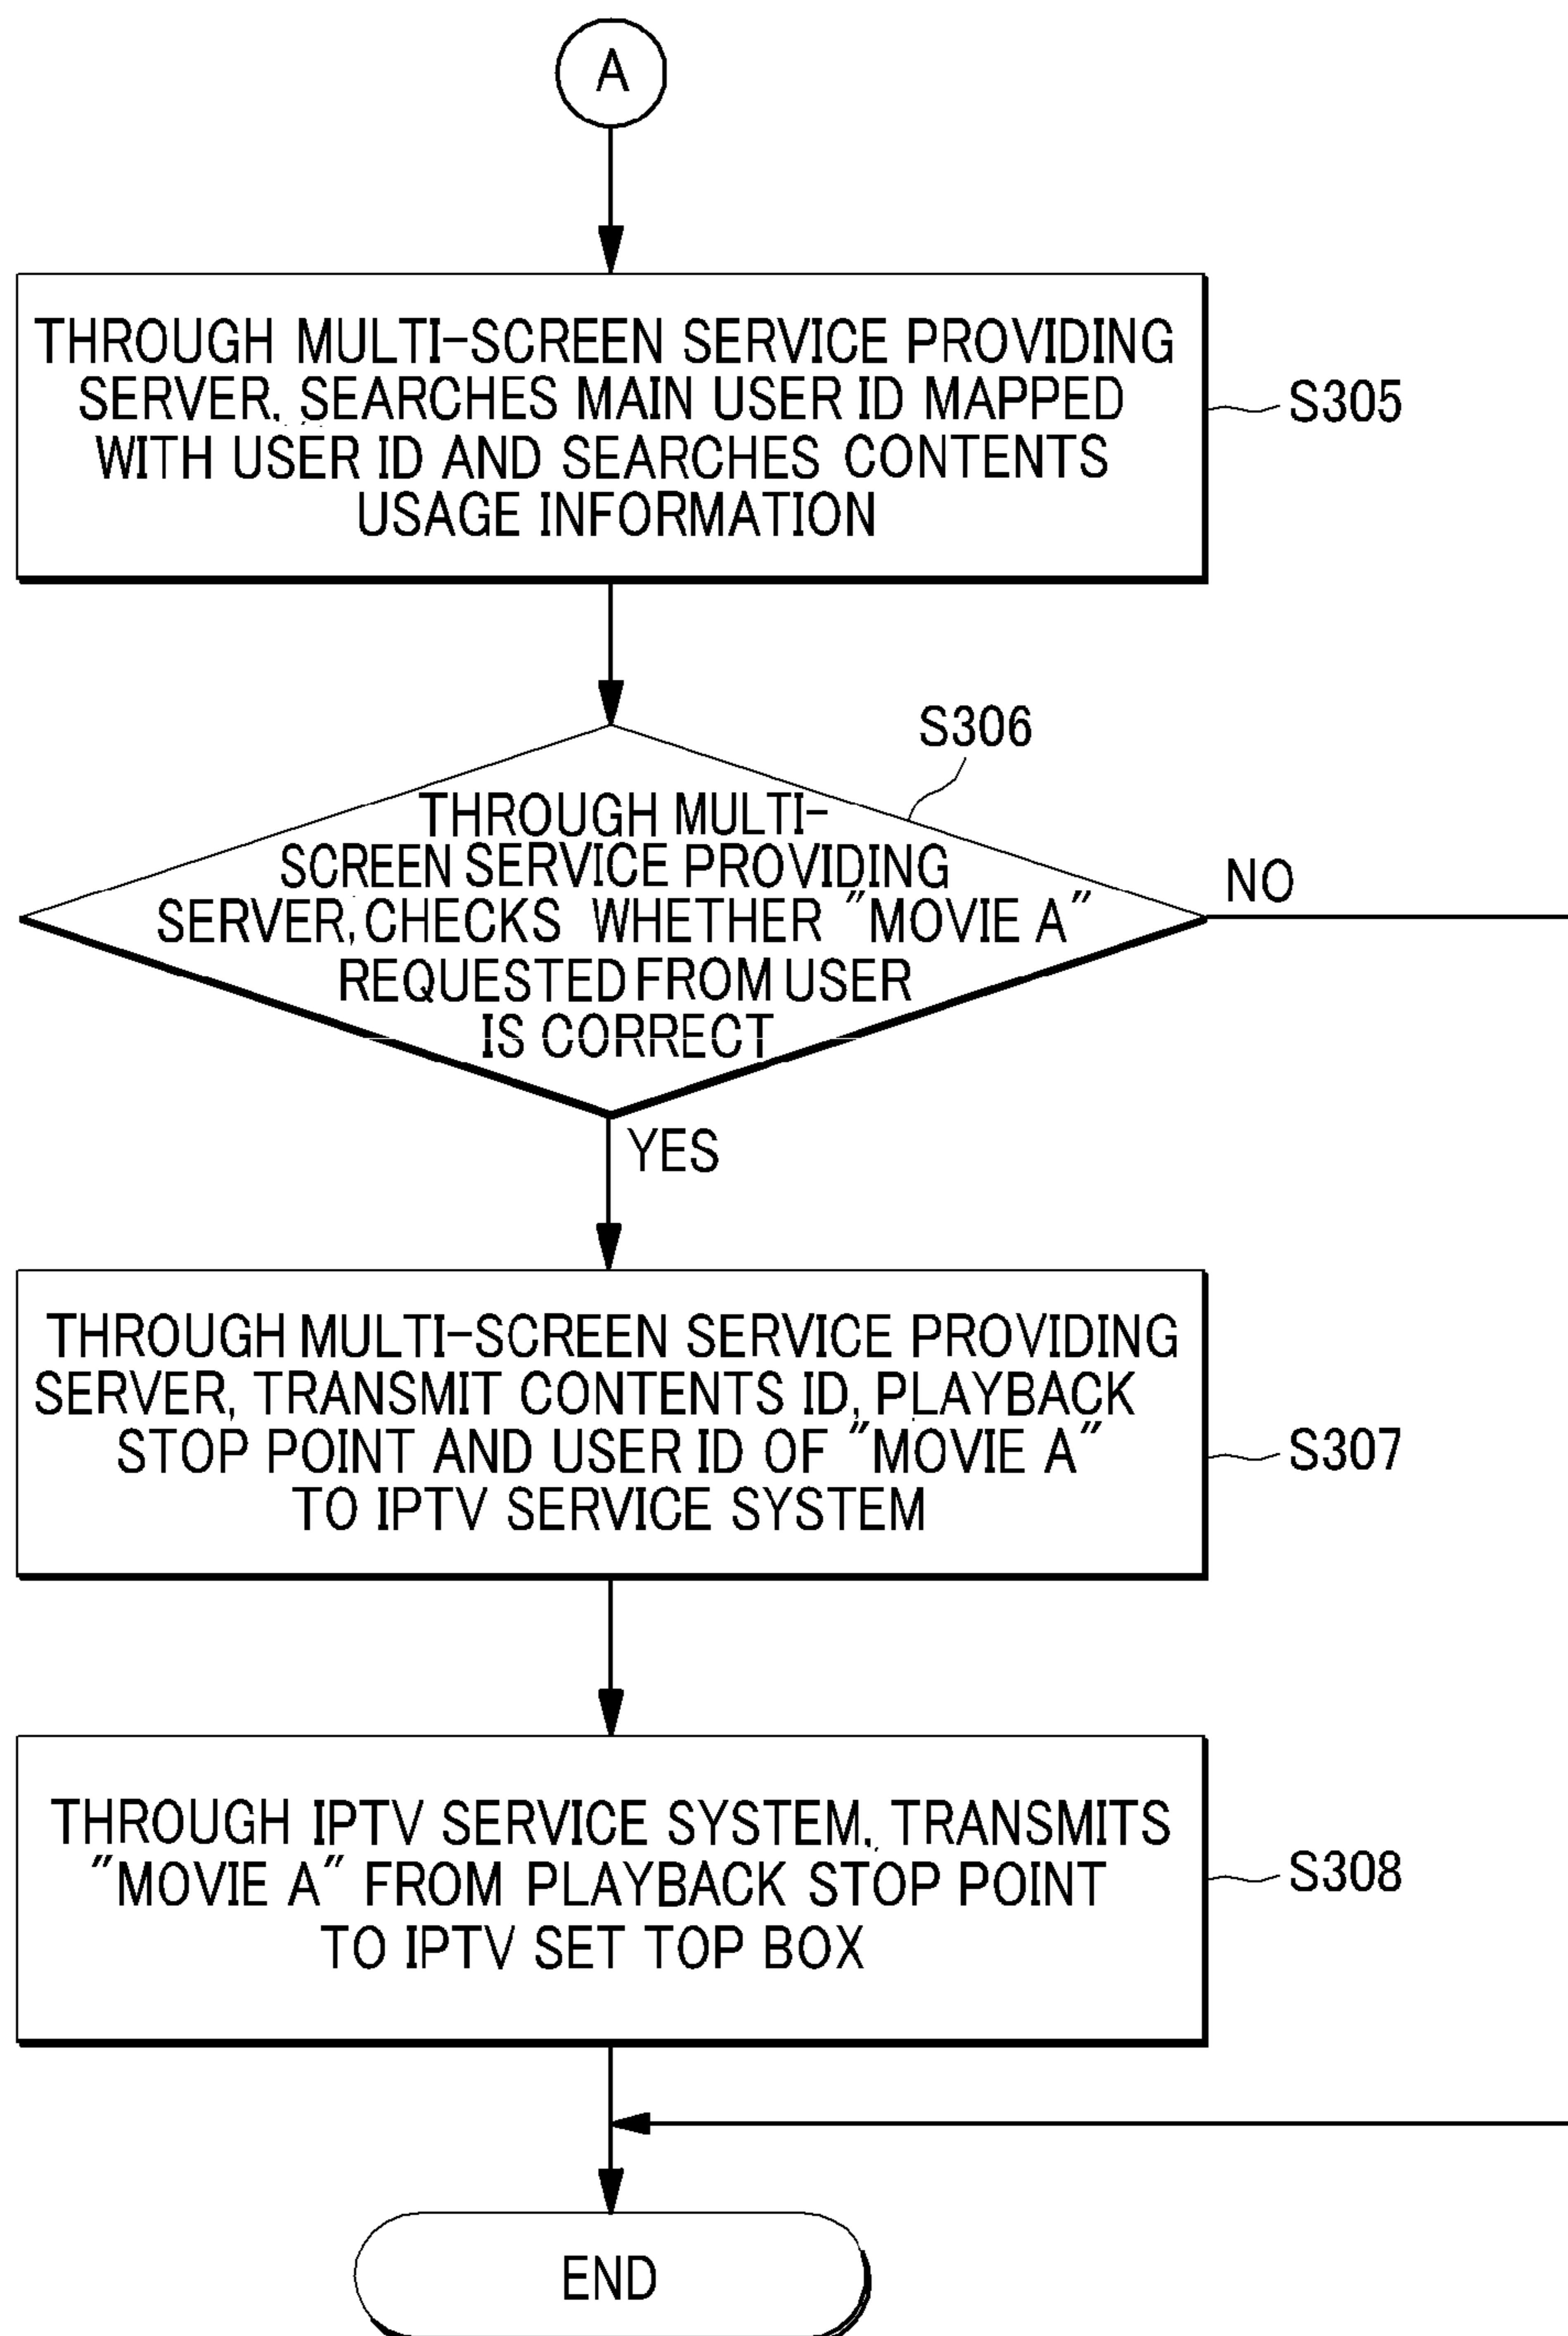 A
THROUGH MULTI-SCREEN SERVICE PROVIDING
SERVER, SEARCHES MAIN USER ID MAPPED
WITH USER ID AND SEARCHES CONTENTS
USAGE INFORMATION
S305
S306
THROUGH MULTI-
SCREEN SERVICE PROVIDING
SERVER, CHECKS WHETHER "MOVIE A"
REQUESTED FROM USER
IS CORRECT
NO
YES
THROUGH MULTI-SCREEN SERVICE PROVIDING
SERVER, TRANSMIT CONTENTS ID, PLAYBACK
STOP POINT AND USER ID OF "MOVIE A"
TO IPTV SERVICE SYSTEM
S307
THROUGH IPTV SERVICE SYSTEM, TRANSMITS
"MOVIE A" FROM PLAYBACK STOP POINT
TO IPTV SET TOP BOX
S308
END